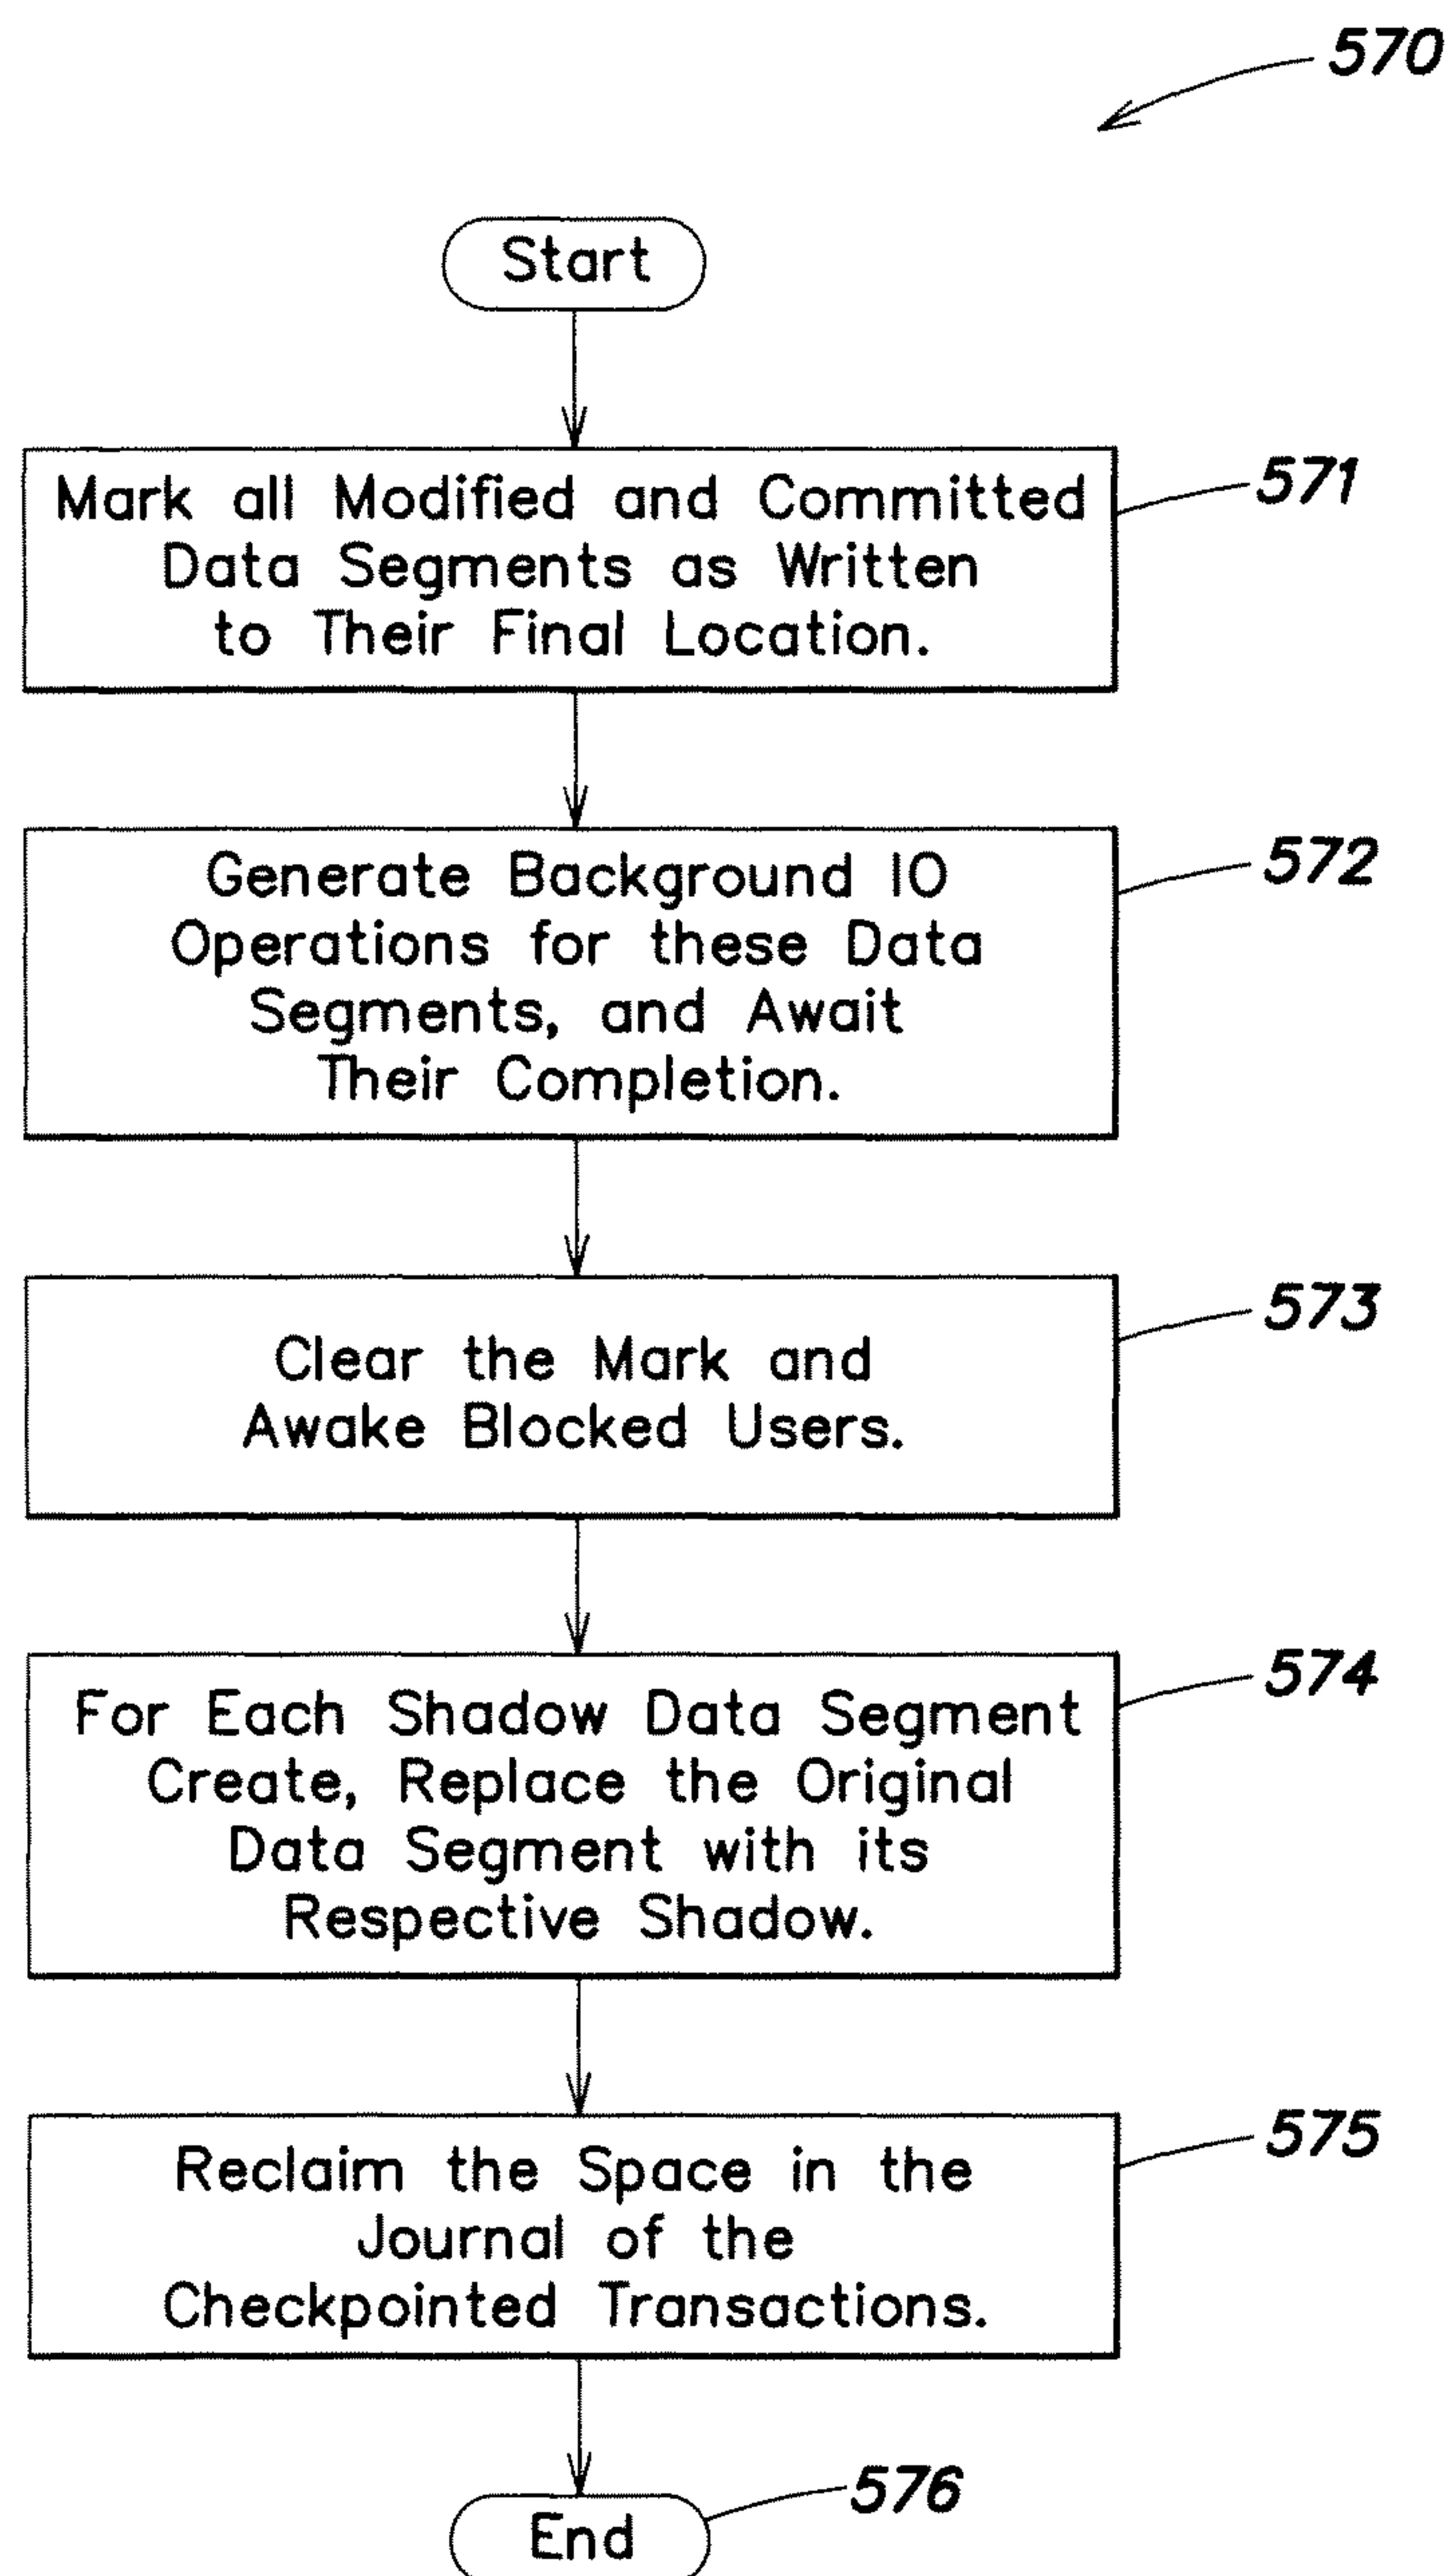 570
Start
Mark all Modified and Committed
Data Segments as Written
to Their Final Location.
571
Generate Background IO
Operations for these Data
Segments, and Await
Their Completion.
572
Clear the Mark and
Awake Blocked Users.
573
For Each Shadow Data Segment
Create, Replace the Original
Data Segment with its
Respective Shadow.
574
Reclaim the Space in the
Journal of the
Checkpointed Transactions.
575
End
576